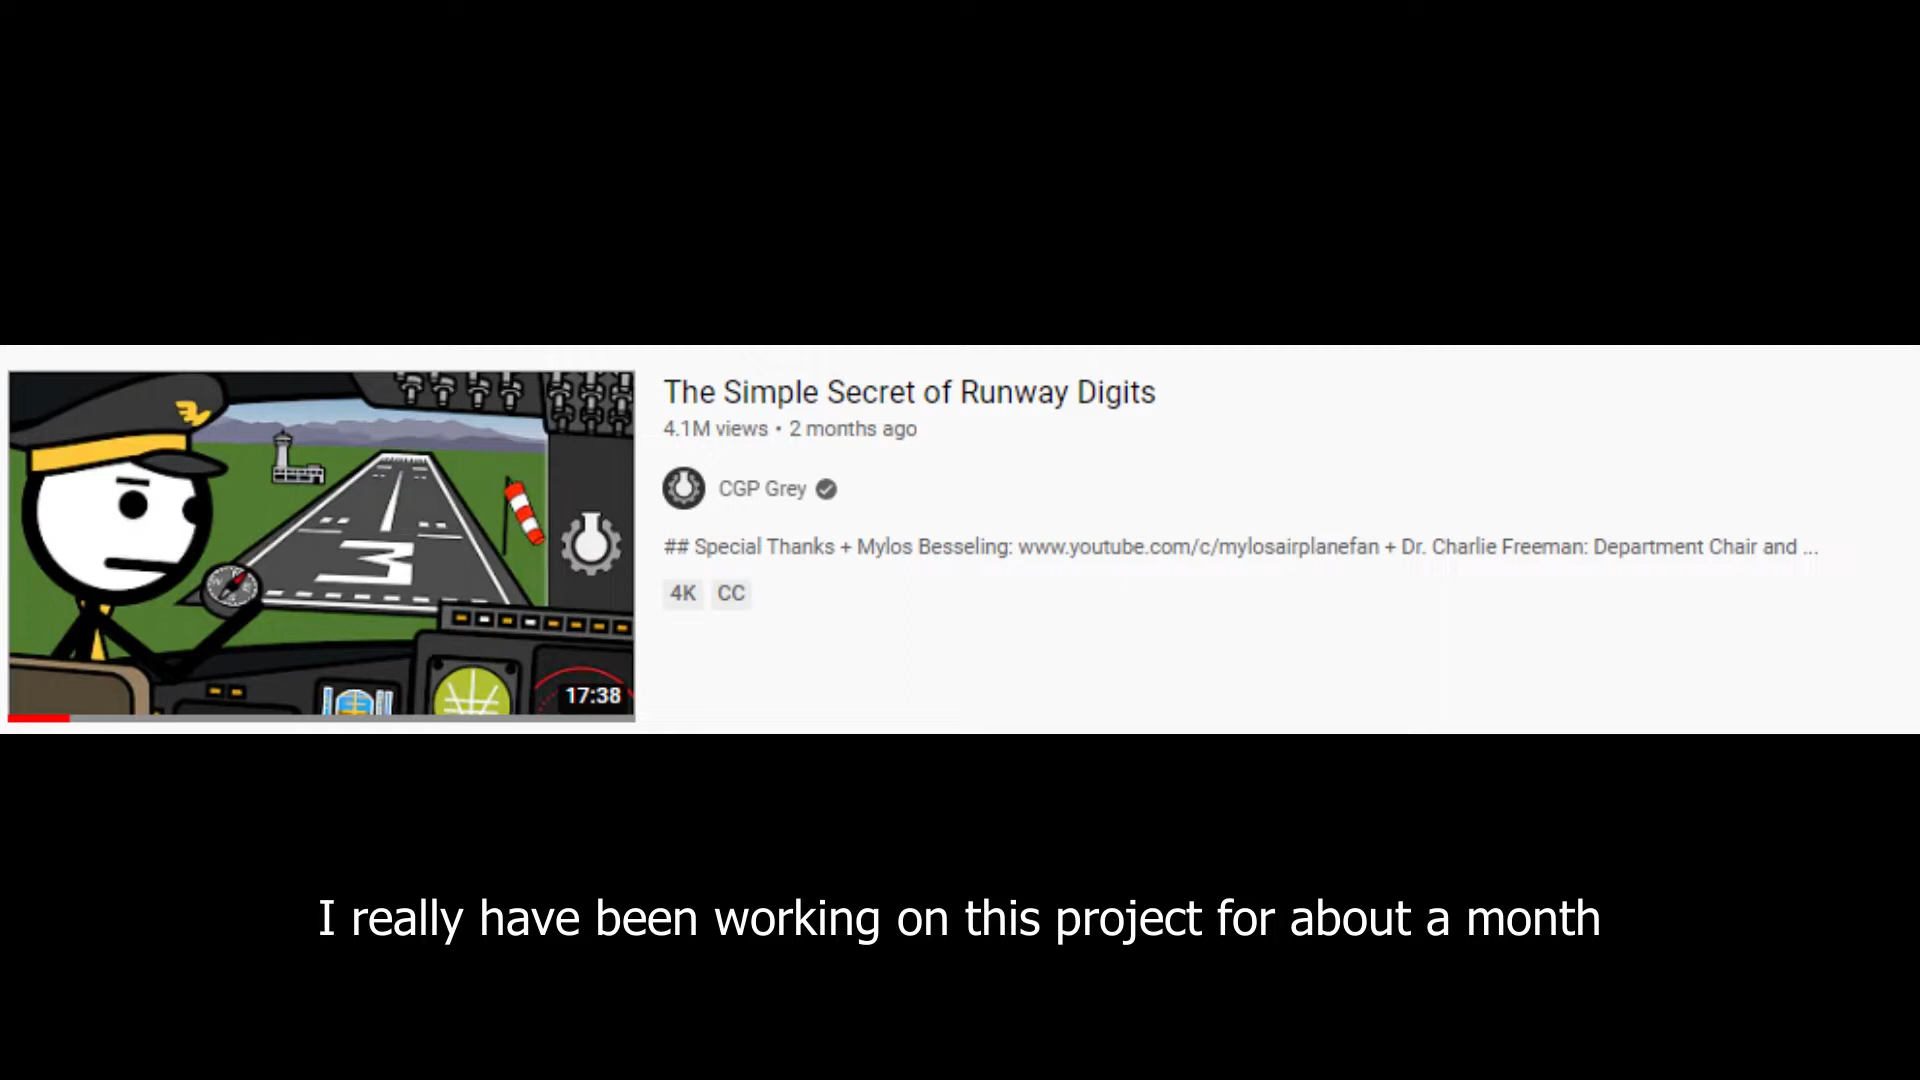 The Simple Secret of Runway Digits
4.1M views • 2 months ago
CGP Grey
## Special Thanks + Mylos Besseling: www.youtube.com/c/mylosairplanefan + Dr. Charlie Freeman: Department Chair and ...
4K CC
3
17:38
I really have been working on this project for about a month